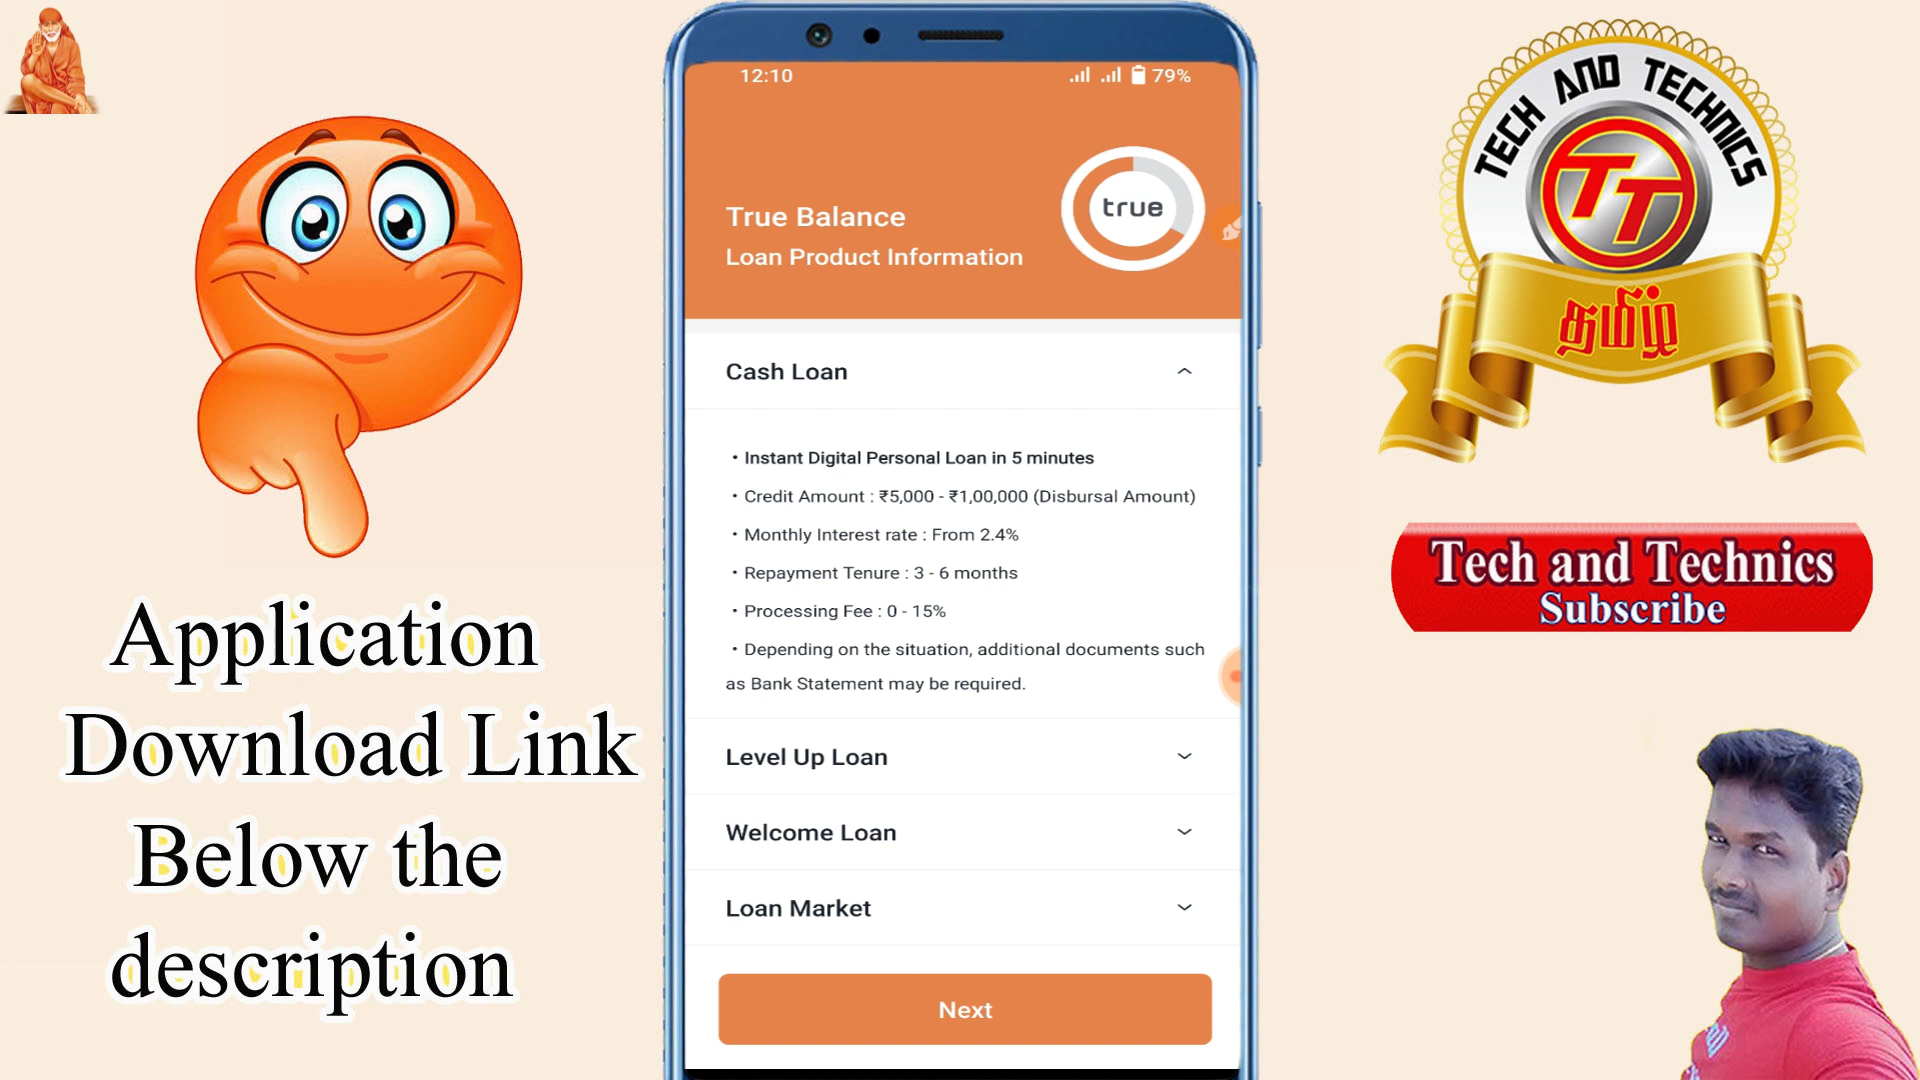 Application
Download Link
Below the
description
12:10
79%
True Balance
Loan Product Information
true
Cash Loan
• Instant Digital Personal Loan in 5 minutes
• Credit Amount : ₹5,000 - ₹1,00,000 (Disbursal Amount)
• Monthly Interest rate : From 2.4%
• Repayment Tenure : 3 - 6 months
• Processing Fee : 0 - 15%
• Depending on the situation, additional documents such
as Bank Statement may be required.
Level Up Loan
Welcome Loan
Loan Market
Next
TECH AND TECHNICS
TT
தமிழ்
Tech and Technics
Subscribe